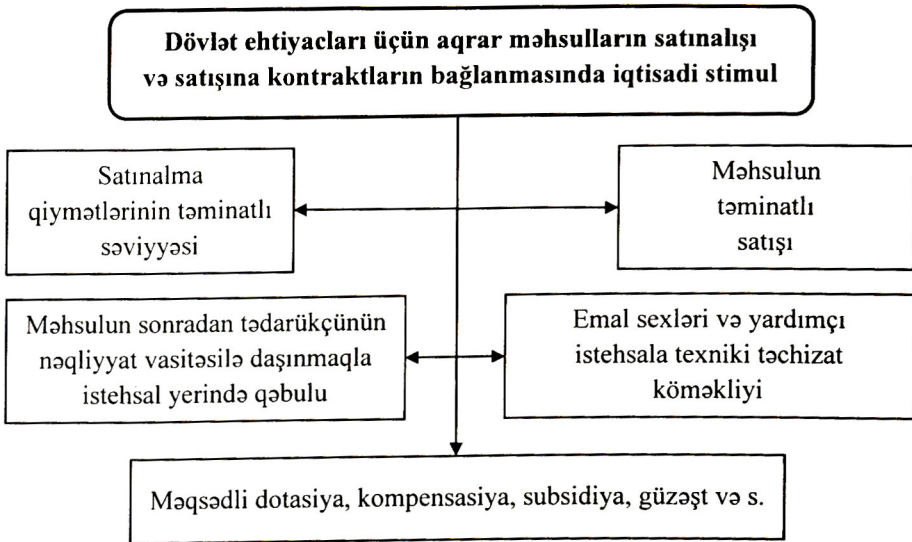 Dövlət ehtiyacları üçün aqrar məhsulların satınalışı
və satışına kontraktların bağlanmasında iqtisadi stimul
Satınalma
qiymətlərinin təminatlı
səviyyəsi
Məhsulun
təminatlı
satışı
Məhsulun sonradan tədarükçünün
nəqliyyat vasitəsilə daşınmaqla
istehsal yerində qəbulu
Emal sexləri və yardımçı
istehsala texniki təchizat
köməkliyi
Məqsədli dotasiya, kompensasiya, subsidiya, güzəşt və s.